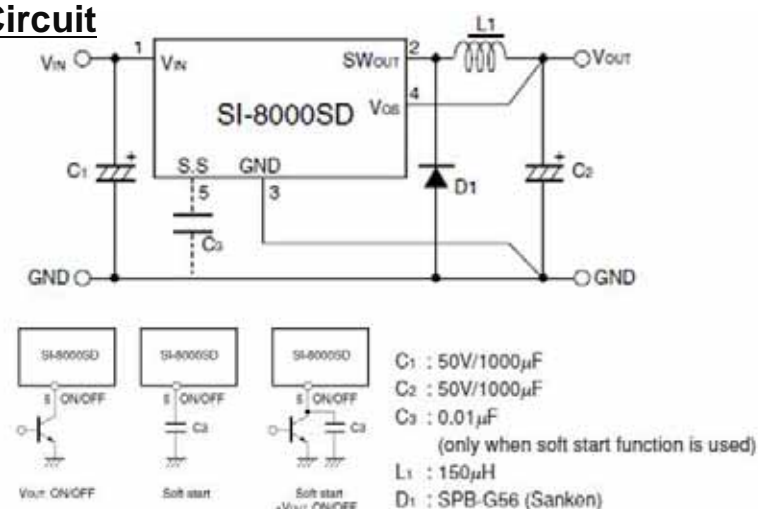 Circuit
L1
VIN 1 VIN SWOUT 2 VOUT
4
SI-8000SD VOS
C1 + S.S GND D1 + C2
5 3
C3
GND GND
SI-8000SD SI-8000SD SI-8000SD
5 ON/OFF 5 ON/OFF 5 ON/OFF
C3 C3
VOUT ON/OFF Soft start Soft start
+VOUT ON/OFF
C1 : 50V/1000μF
C2 : 50V/1000μF
C3 : 0.01μF
(only when soft start function is used)
L1 : 150μH
D1 : SPB-G56 (Sanken)